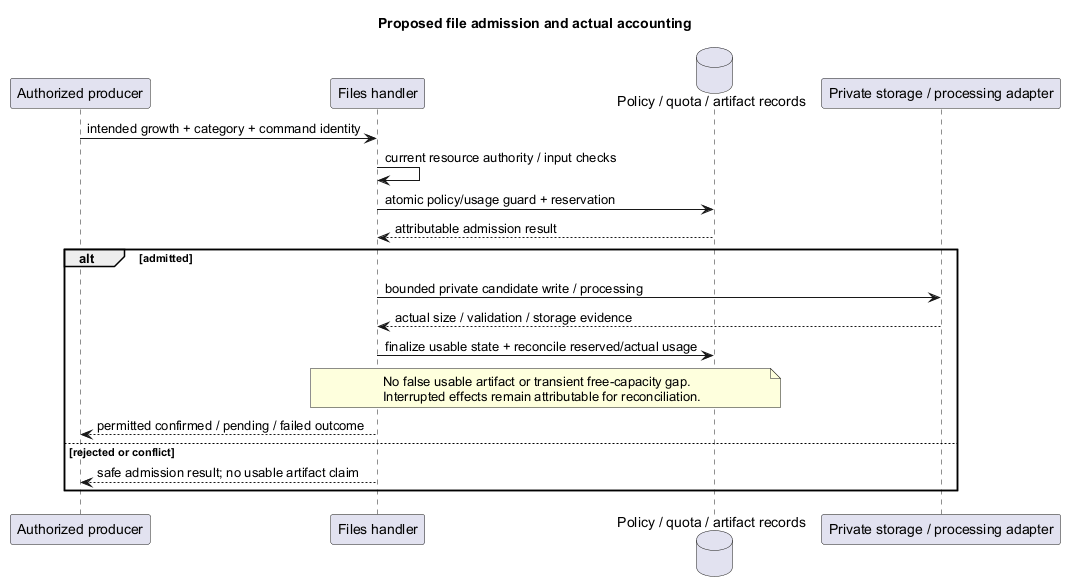 Proposed file admission and actual accounting
Authorized producer
Files handler
Policy / quota / artifact records
Private storage / processing adapter
intended growth + category + command identity
current resource authority / input checks
atomic policy/usage guard + reservation
attributable admission result
alt
[admitted]
bounded private candidate write / processing
actual size / validation / storage evidence
finalize usable state + reconcile reserved/actual usage
No false usable artifact or transient free-capacity gap.
Interrupted effects remain attributable for reconciliation.
permitted confirmed / pending / failed outcome
[rejected or conflict]
safe admission result; no usable artifact claim
Authorized producer
Files handler
Policy / quota / artifact records
Private storage / processing adapter